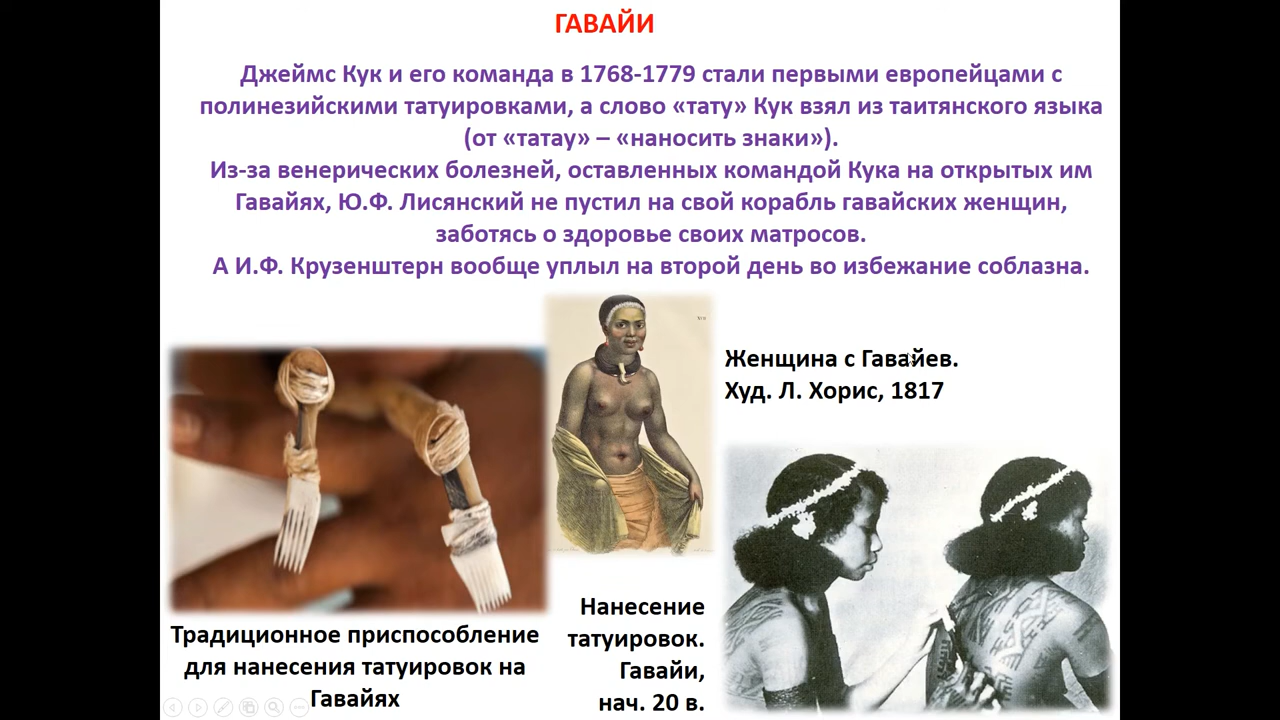 ГАВАЙИ
Джеймс Кук и его команда в 1768-1779 стали первыми европейцами с
полинезийскими татуировками, а слово «тату» Кук взял из таитянского языка
(от «татау» – «наносить знаки»).
Из-за венерических болезней, оставленных командой Кука на открытых им
Гавайях, Ю.Ф. Лисянский не пустил на свой корабль гавайских женщин,
заботясь о здоровье своих матросов.
А И.Ф. Крузенштерн вообще уплыл на второй день во избежание соблазна.
Женщина с Гавайев.
Худ. Л. Хорис, 1817
Нанесение
татуировок.
Гавайи,
нач. 20 в.
Традиционное приспособление
для нанесения татуировок на
Гавайях